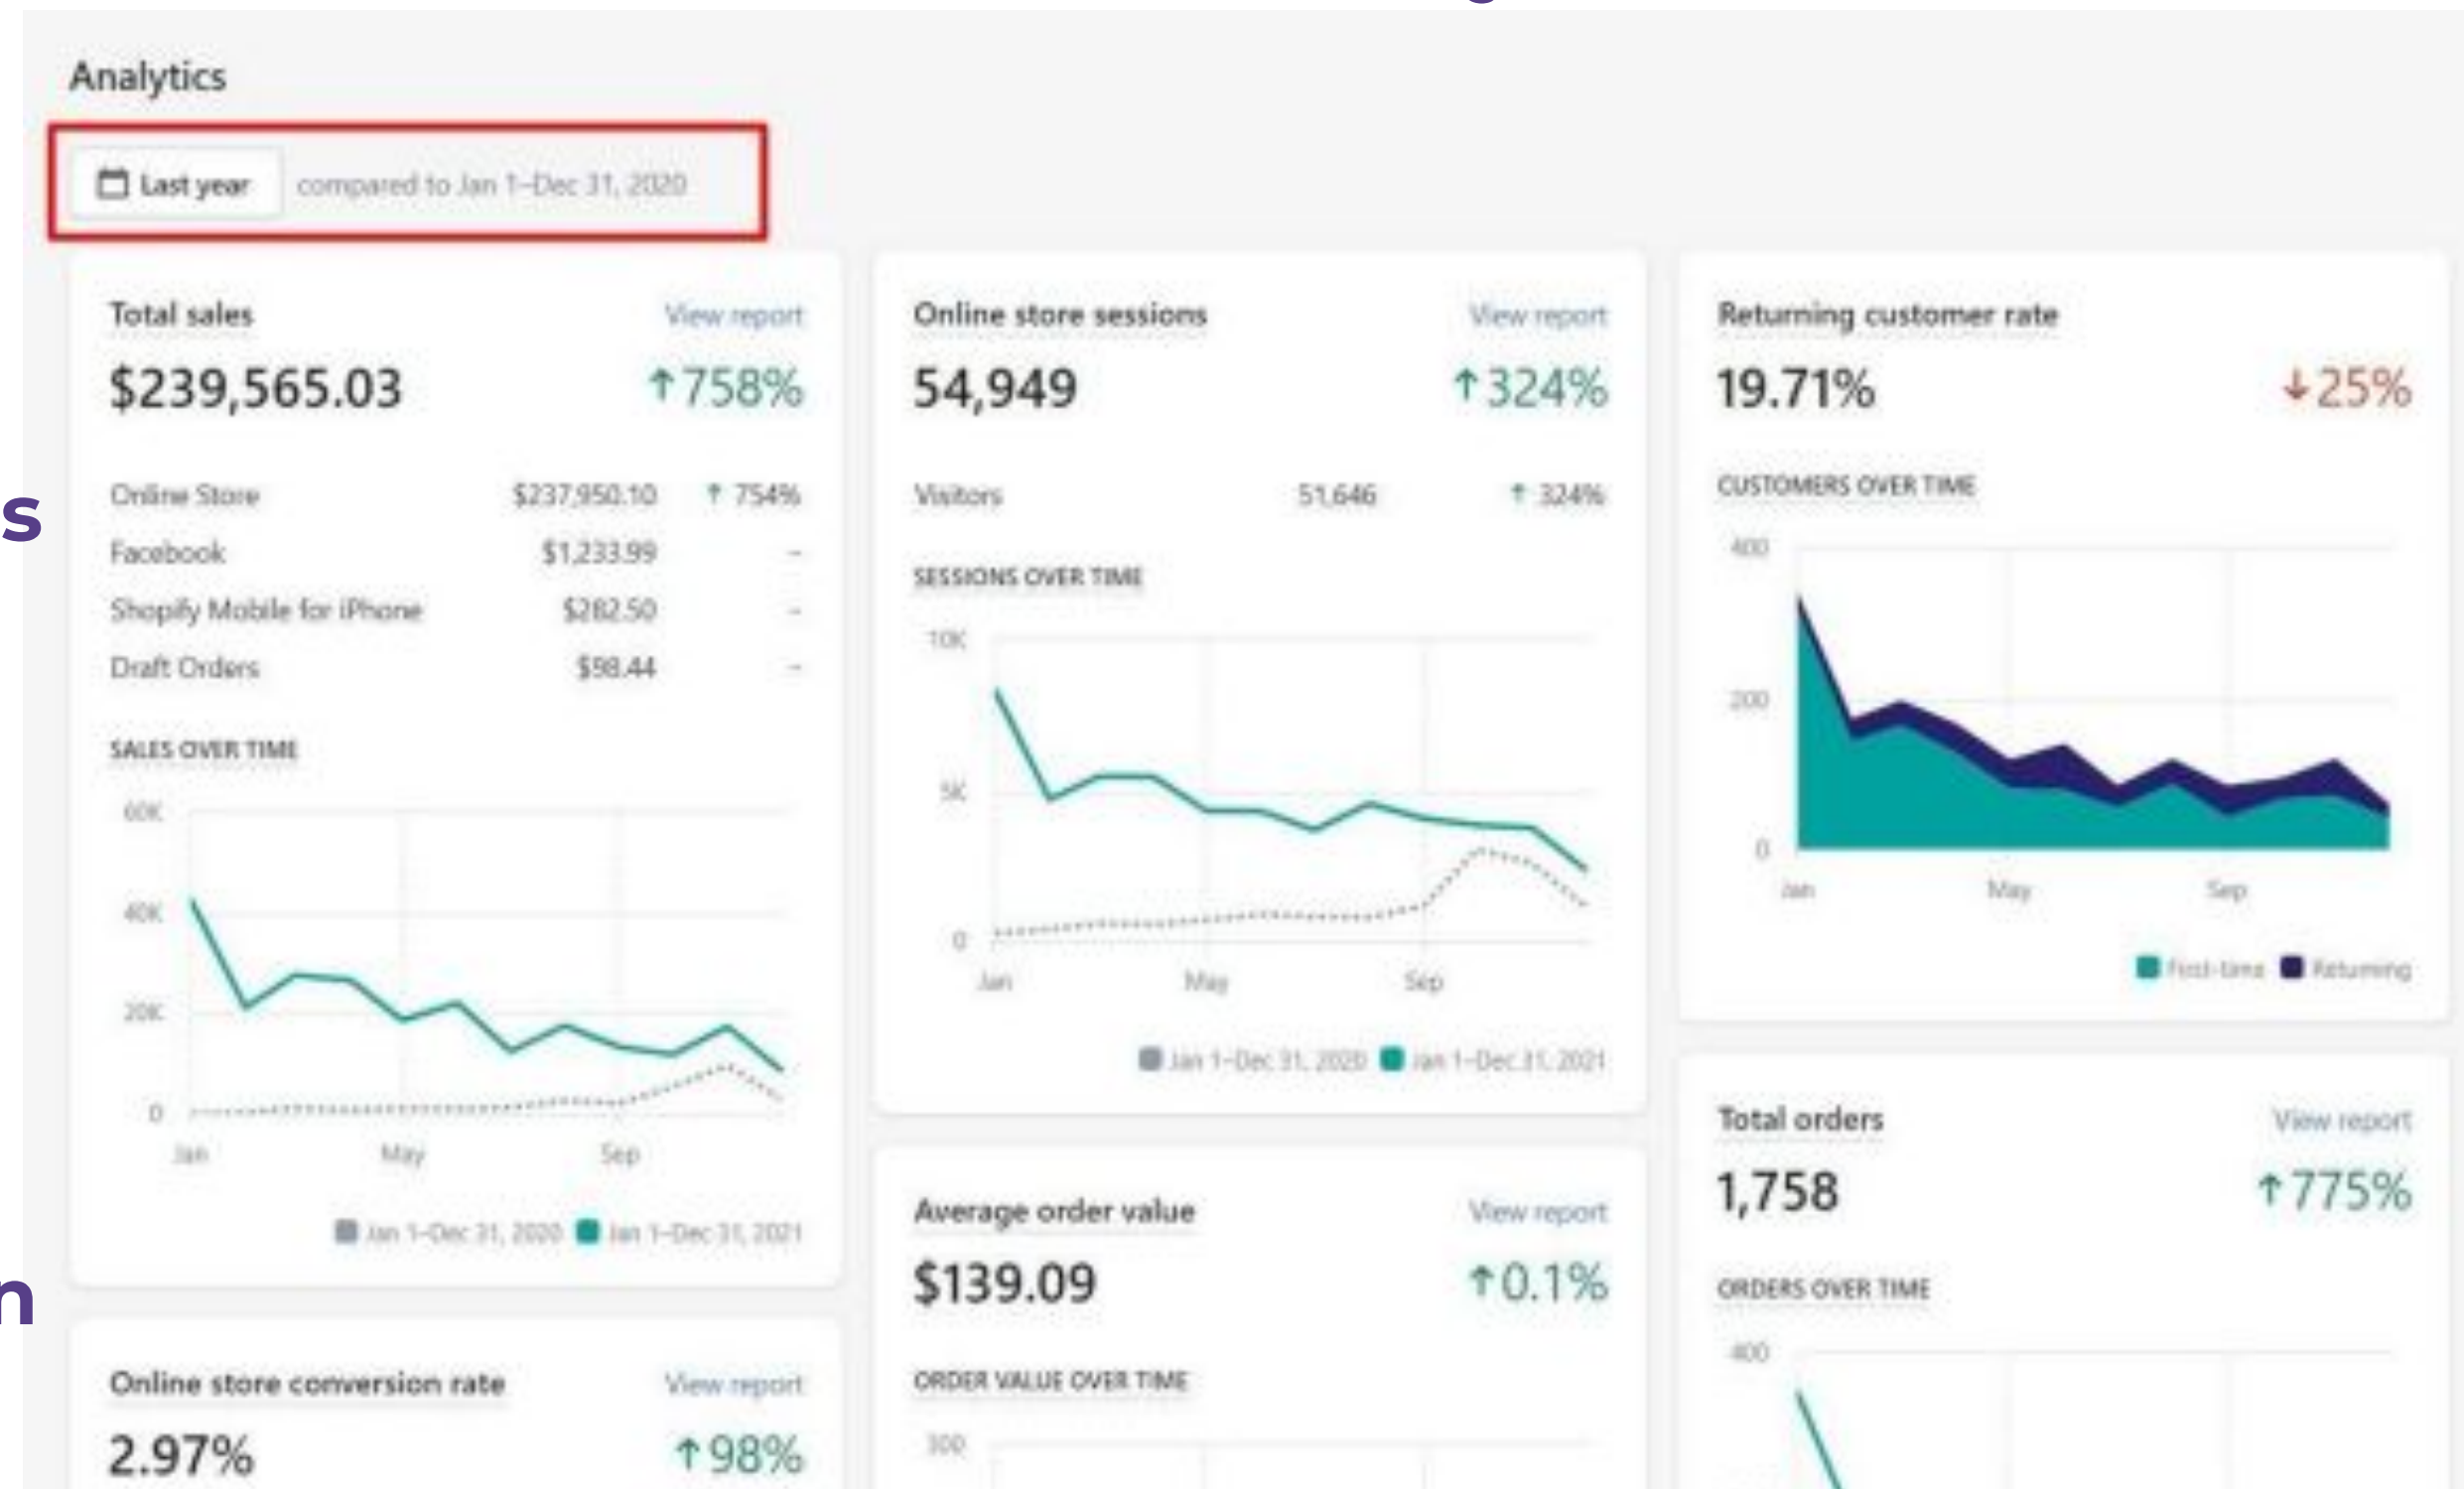 Analytics
Last year compared to Jan 1–Dec 31, 2020
Total sales View report
$239,565.03 ↑758%
Online Store $237,950.10 ↑ 754%
Facebook $1,233.99 –
Shopify Mobile for iPhone $282.50 –
Draft Orders $98.44 –
SALES OVER TIME
60K
40K
20K
0
Jan May Sep
Jan 1–Dec 31, 2020 Jan 1–Dec 31, 2021
Online store conversion rate View report
2.97% ↑98%
Online store sessions View report
54,949 ↑324%
Visitors 51,646 ↑ 324%
SESSIONS OVER TIME
10K
5K
0
Jan May Sep
Jan 1–Dec 31, 2020 Jan 1–Dec 31, 2021
Average order value View report
$139.09 ↑0.1%
ORDER VALUE OVER TIME
300
Returning customer rate
19.71% ↓25%
CUSTOMERS OVER TIME
400
200
0
Jan May Sep
First-time Returning
Total orders View report
1,758 ↑775%
ORDERS OVER TIME
400
s
n